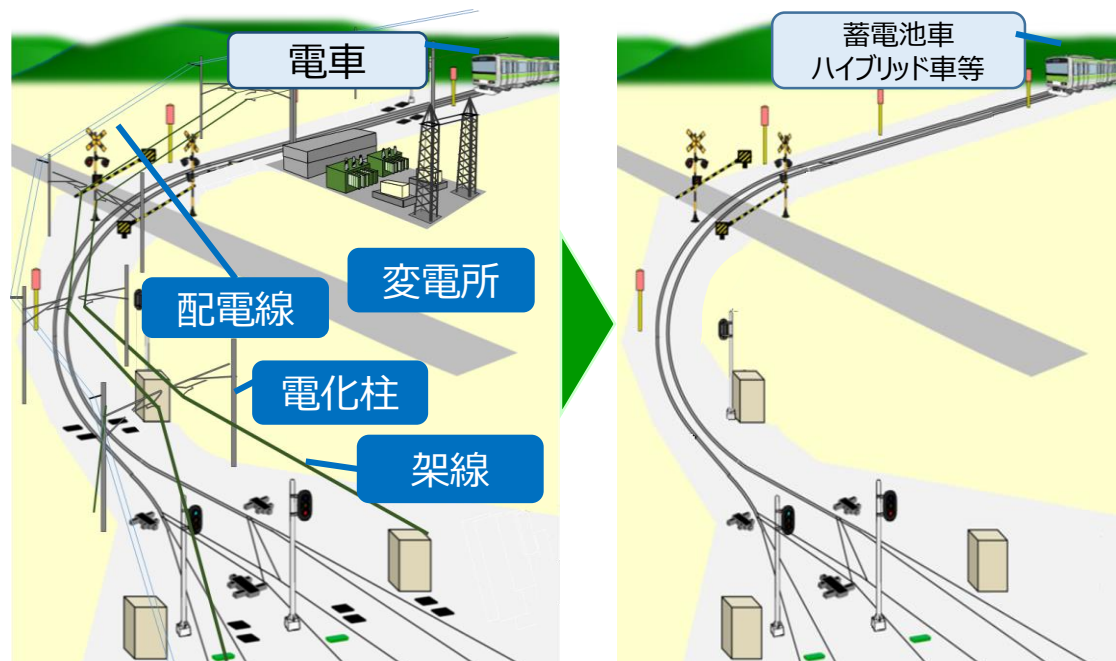 電車
配電線
変電所
電化柱
架線
蓄電池車
ハイブリッド車等